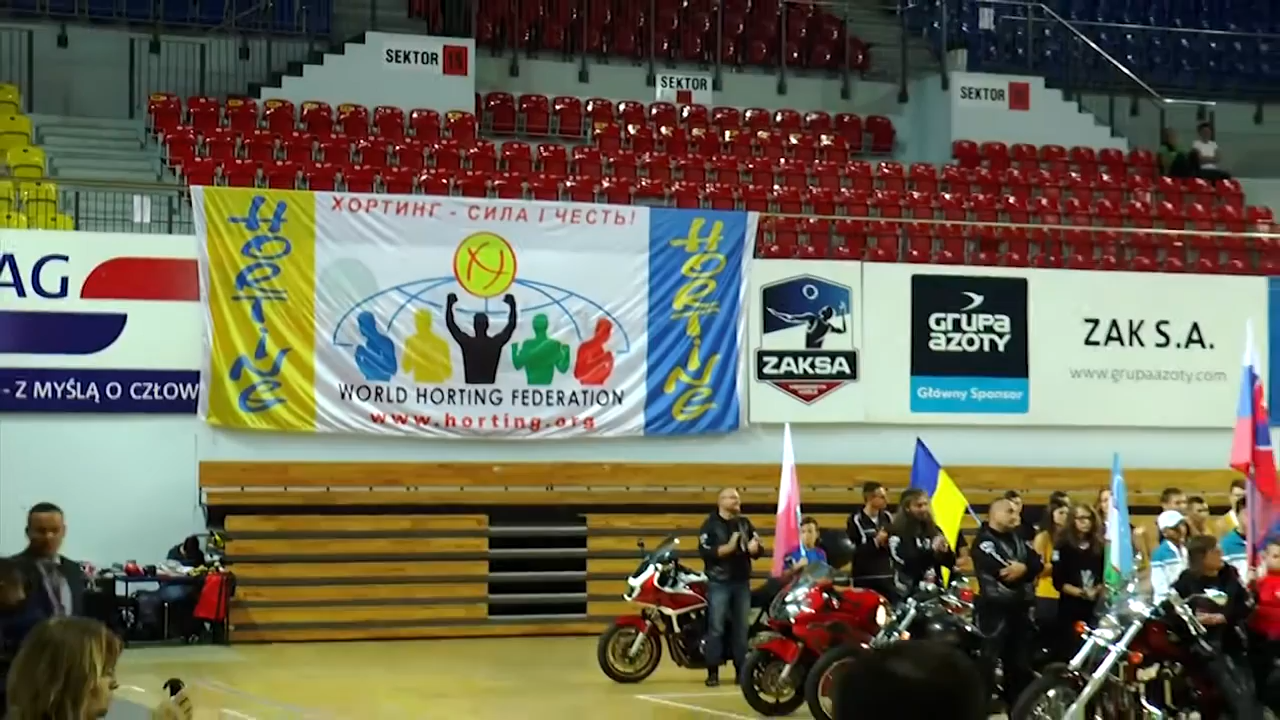 SEKTOR
SEKTOR
SEKTOR
ХОРТИНГ - СИЛА І ЧЕСТЬ!
HORTING
HORTING
WORLD HORTING FEDERATION
www.horting.org
AG
- Z MYŚLĄ O CZŁOW
ZAKSA
GRUPA
AZOTY
Główny Sponsor
ZAK S.A.
www.grupaazoty.com